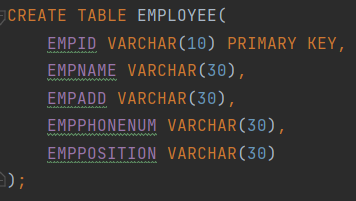 CREATE TABLE EMPLOYEE(
EMPID VARCHAR(10) PRIMARY KEY,
EMPNAME VARCHAR(30),
EMPADD VARCHAR(30),
EMPPHONENUM VARCHAR(30),
EMPPOSITION VARCHAR(30)
);